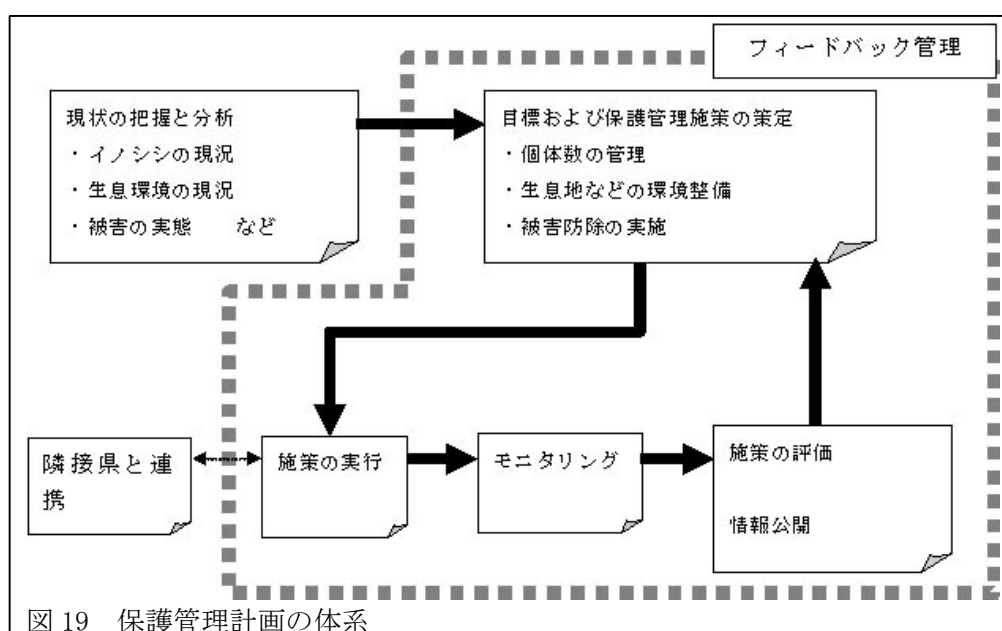 フィードバック管理
現状の把握と分析
・イノシシの現況
・生息環境の現況
・被害の実態　　など
目標および保護管理施策の策定
・個体数の管理
・生息地などの環境整備
・被害防除の実施
隣接県と連
携
施策の実行
モニタリング
施策の評価
情報公開
図 19　保護管理計画の体系